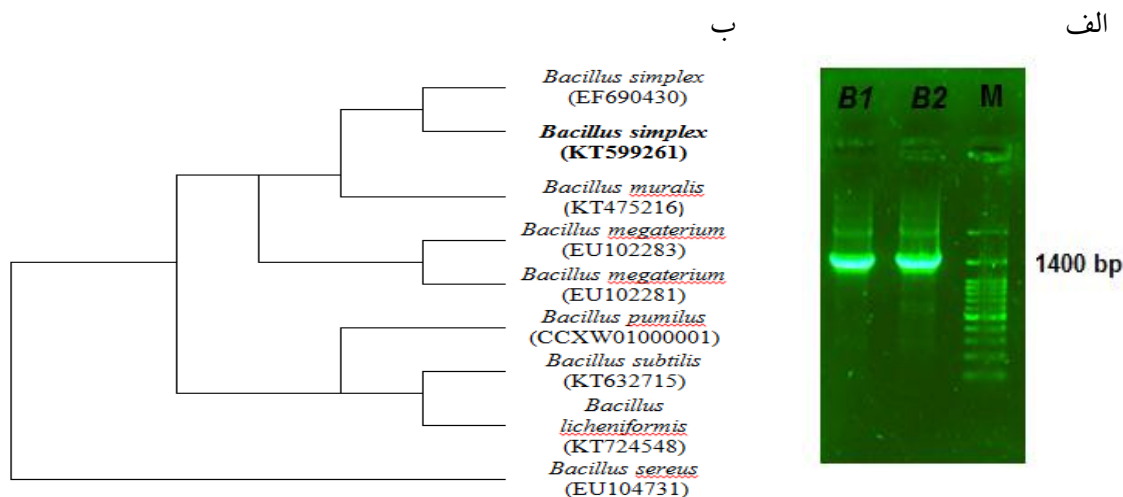 ب
الف
Bacillus simplex
(EF690430)
Bacillus simplex
(KT599261)
Bacillus muralis
(KT475216)
Bacillus megaterium
(EU102283)
Bacillus megaterium
(EU102281)
Bacillus pumilus
(CCXW01000001)
Bacillus subtilis
(KT632715)
Bacillus
licheniformis
(KT724548)
Bacillus sereus
(EU104731)
B1 B2 M
1400 bp